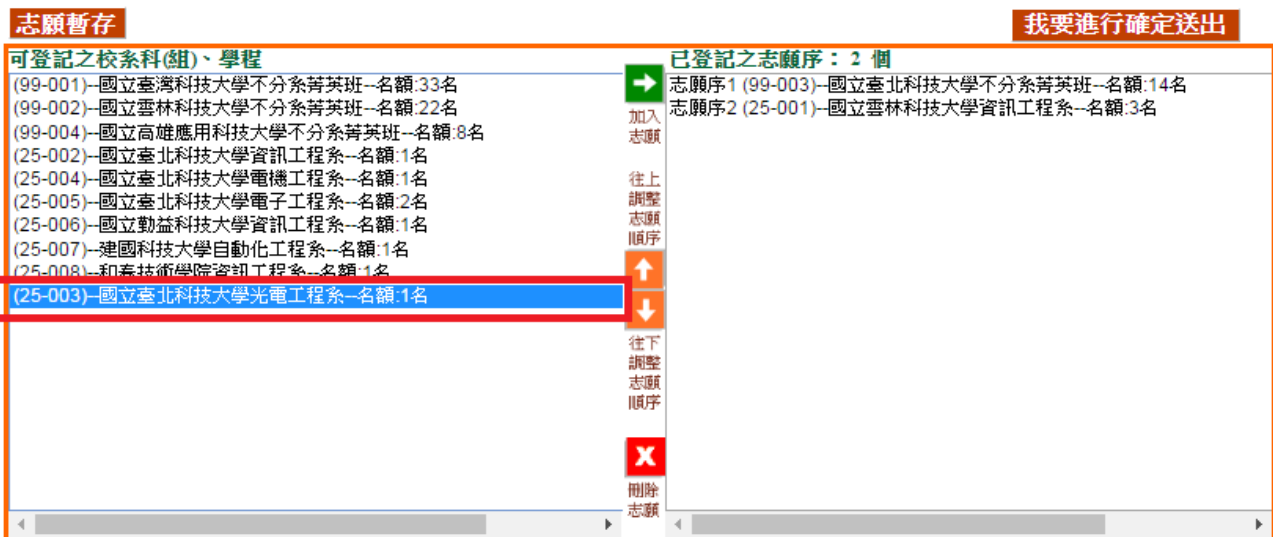 志願暫存
我要進行確定送出
可登記之校系科(組)、學程
(99-001)--國立臺灣科技大學不分系菁英班--名額:33名
(99-002)--國立雲林科技大學不分系菁英班--名額:22名
(99-004)--國立高雄應用科技大學不分系菁英班--名額:8名
(25-002)--國立臺北科技大學資訊工程系--名額:1名
(25-004)--國立臺北科技大學電機工程系--名額:1名
(25-005)--國立臺北科技大學電子工程系--名額:2名
(25-006)--國立勤益科技大學資訊工程系--名額:1名
(25-007)--建國科技大學自動化工程系--名額:1名
(25-008)--和春技術學院資訊工程系--名額:1名
(25-003)--國立臺北科技大學光電工程系--名額:1名
加入
志願
往上
調整
志願
順序
往下
調整
志願
順序
X
刪除
志願
已登記之志願序： 2 個
志願序1 (99-003)--國立臺北科技大學不分系菁英班--名額:14名
志願序2 (25-001)--國立雲林科技大學資訊工程系--名額:3名